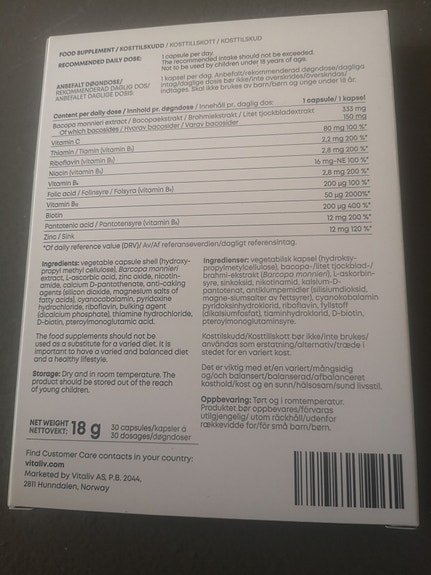 FOOD SUPPLEMENT / KOSTTILSKUDD / KOSTTILLSKOTT / KOSTTILSKUD
RECOMMENDED DAILY DOSE: 1 capsule per day.
The recommended intake should not be exceeded.
Not to be used by children under 18 years of age.
ANBEFALT DØGNDOSE/ 1 kapsel per dag. Anbefalt/rekommenderad døgndose/dagliga
REKOMMENDERAD DAGLIG DOS/ intag/dagligdose bør ikke/inte overskrides/överskridas/
ANBEFALET DAGLIGE DOSIS: indtages. Skal ikke brukes av barn/børn og unge under 18 år.
Content per daily dose / Innhold pr. døgndose / Innehåll pr. daglig dos: 1 capsule/ 1 kapsel
Bacopa monnieri extract / Bacopaekstrakt / Brahmiekstrakt / Litet tjockbladextrakt 333 mg
Of which bacosides / Hvorav bacosider / Varav bacosider 150 mg
Vitamin C 80 mg 100 %*
Thiamin / Tiamin (vitamin B₁) 2,2 mg 200 %*
Riboflavin (vitamin B₂) 2,8 mg 200 %*
Niacin (vitamin B₃) 16 mg-NE 100 %*
Vitamin B₆ 2,8 mg 200 %*
Folic acid / Folinsyre / Folsyra (vitamin B₉) 200 µg 100 %*
Vitamin B₁₂ 50 µg 2000%*
Biotin 200 µg 400 %*
Pantotenic acid / Pantotensyre (vitamin B₅) 12 mg 200 %*
Zinc / Sink 12 mg 120 %*
*Of daily reference value (DRV)/ Av/Af referanseverdien/dagligt referensintag.
Ingredients: vegetable capsule shell (hydroxy-
propyl methyl cellulose), Bacopa monnieri
extract, L-ascorbic acid, zinc oxide, nicotin-
amide, calcium D-pantothenate, anti-caking
agents (silicon dioxide, magnesium salts of
fatty acids), cyanocobalamin, pyridoxine
hydrochloride, riboflavin, bulking agent
(dicalcium phosphate), thiamine hydrochloride,
D-biotin, pteroylmonoglutamic acid.
The food supplements should not be
used as a substitute for a varied diet. It is
important to have a varied and balanced diet
and a healthy lifestyle.
Storage: Dry and in room temperature. The
product should be stored out of the reach
of young children.
Ingredienser: vegetabilsk kapsel (hydroksy-
propylmetylcellulose), bacopa-/litet tjockblad-/
brahmi-ekstrakt (Bacopa monnieri), L-askorbin-
syre, sinkoksid, nikotinamid, kalsium-D-
pantotenat, antiklumpemidler (silisiumdioksid,
magne-siumsalter av fettsyrer), cyanokobalamin
pyridoksinhydroklorid, riboflavin, fyllstoff
(dikalsiumfosfat), tiaminhydroklorid, D-biotin,
pteroylmonoglutaminsyre.
Kosttilskudd/Kosttillskott bør ikke/inte brukes/
användas som erstatning/alternativ/træde i
stedet for en variert kost.
Det er viktig med et/en variert/mångsidig
og/och balansert/balanserad/afbalanceret
kosthold/kost og en sunn/hälsosam/sund livsstil.
Oppbevaring: Tørt og i romtemperatur.
Produktet bør oppbevares/förvaras
utilgjengelig/ utom räckhåll/udenfor
rækkevidde for/för små barn/børn.
NET WEIGHT
NETTOVEKT: 18 g 30 capsules/kapsler à
30 dosages/døgndoser
Find Customer Care contacts in your country:
vitaliv.com
Marketed by Vitaliv AS, P.B. 2044,
2811 Hunndalen, Norway